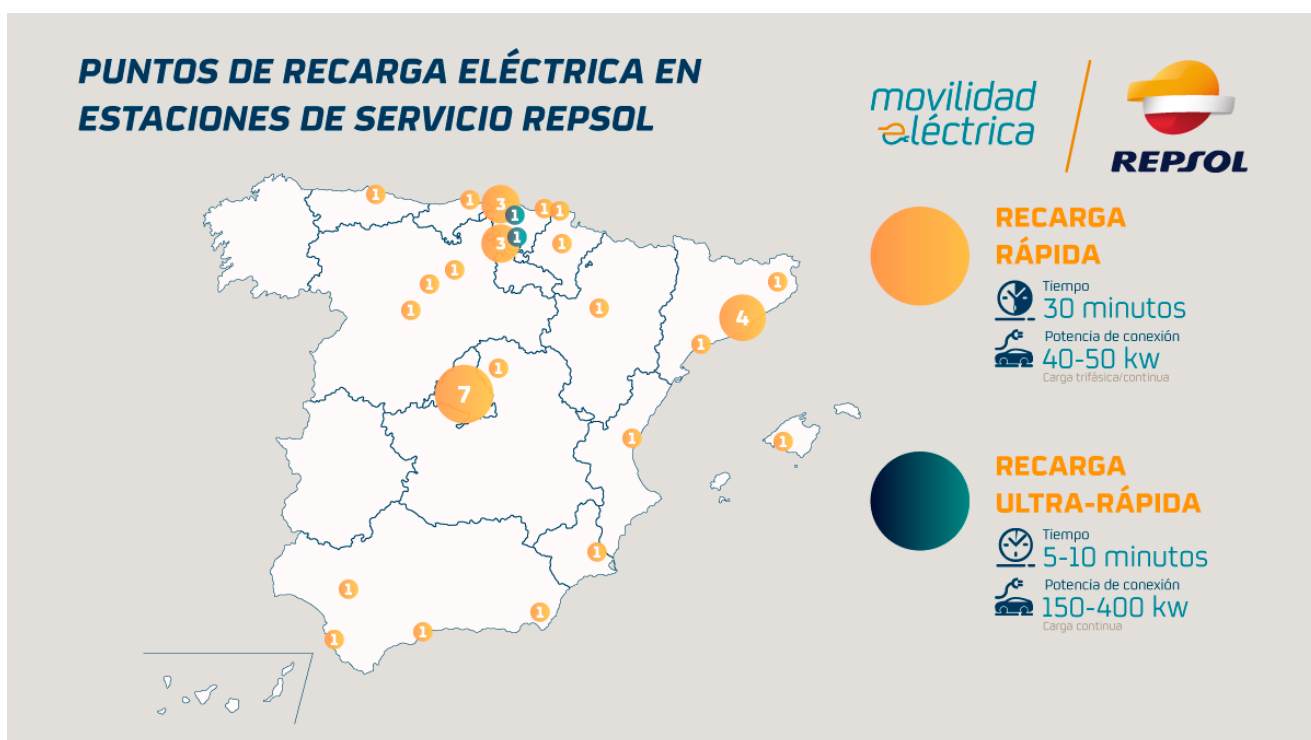 PUNTOS DE RECARGA ELÉCTRICA EN
ESTACIONES DE SERVICIO REPSOL
movilidad
eléctrica
REPSOL
1
1
3
1
1
1
3
1
1
1
1
1
1
1
4
1
1
7
1
1
1
1
1
1
1
RECARGA
RÁPIDA
Tiempo
30 minutos
Potencia de conexión
40-50 kw
Carga trifásica/continua
RECARGA
ULTRA-RÁPIDA
Tiempo
5-10 minutos
Potencia de conexión
150-400 kw
Carga continua